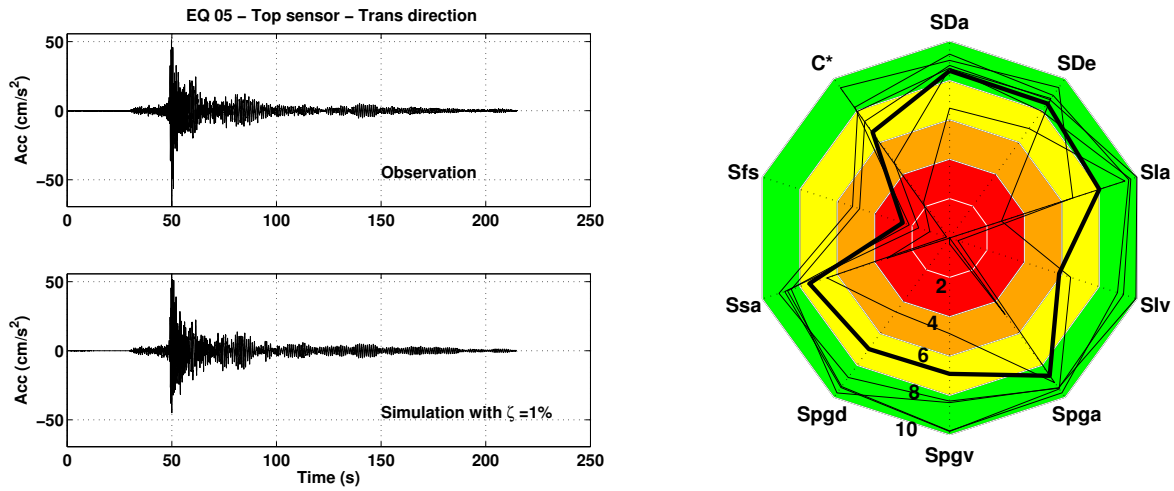 EQ 05 − Top sensor − Trans direction
50
0
−50
Acc (cm/s²)
Observation
0 50 100 150 200 250
50
0
−50
Acc (cm/s²)
Simulation with ζ =1%
0 50 100 150 200 250
Time (s)
SDa
SDe
C*
Sfs
Sla
Ssa
Slv
Spgd
Spga
Spgv
2
4
6
8
10